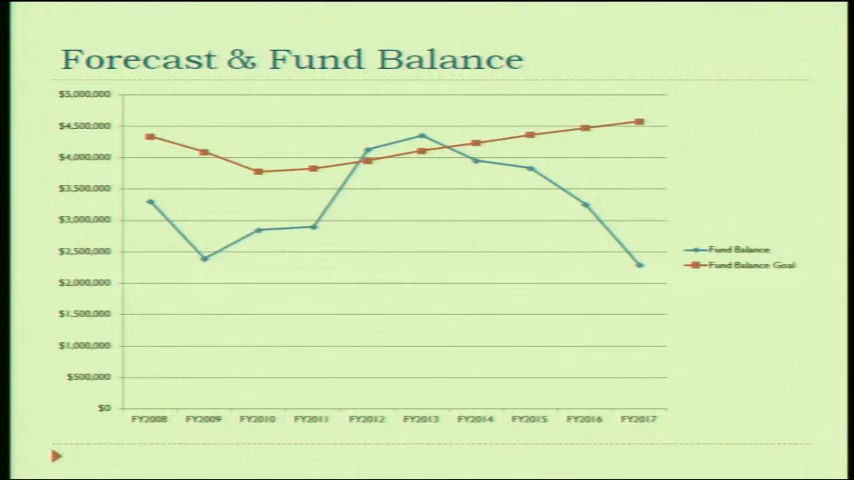 Forecast & Fund Balance
$5,000,000
$4,500,000
$4,000,000
$3,500,000
$3,000,000
$2,500,000
$2,000,000
$1,500,000
$1,000,000
$500,000
$0
FY2008 FY2009 FY2010 FY2011 FY2012 FY2013 FY2014 FY2015 FY2016 FY2017
Fund Balance
Fund Balance Goal